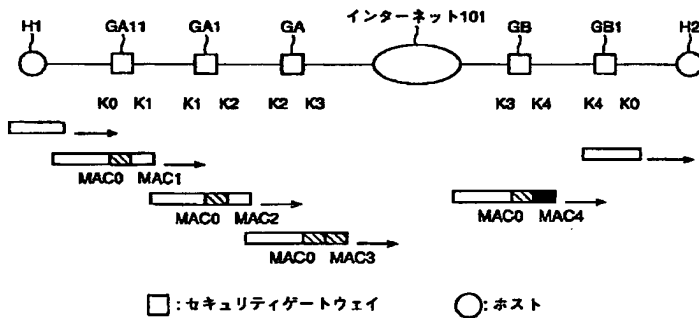 H1 GA11 GA1 GA インターネット101 GB GB1 H2
K0 K1 K1 K2 K2 K3 K3 K4 K4 K0
MAC0 MAC1
MAC0 MAC2
MAC0 MAC4
MAC0 MAC3
:セキュリティゲートウェイ :ホスト